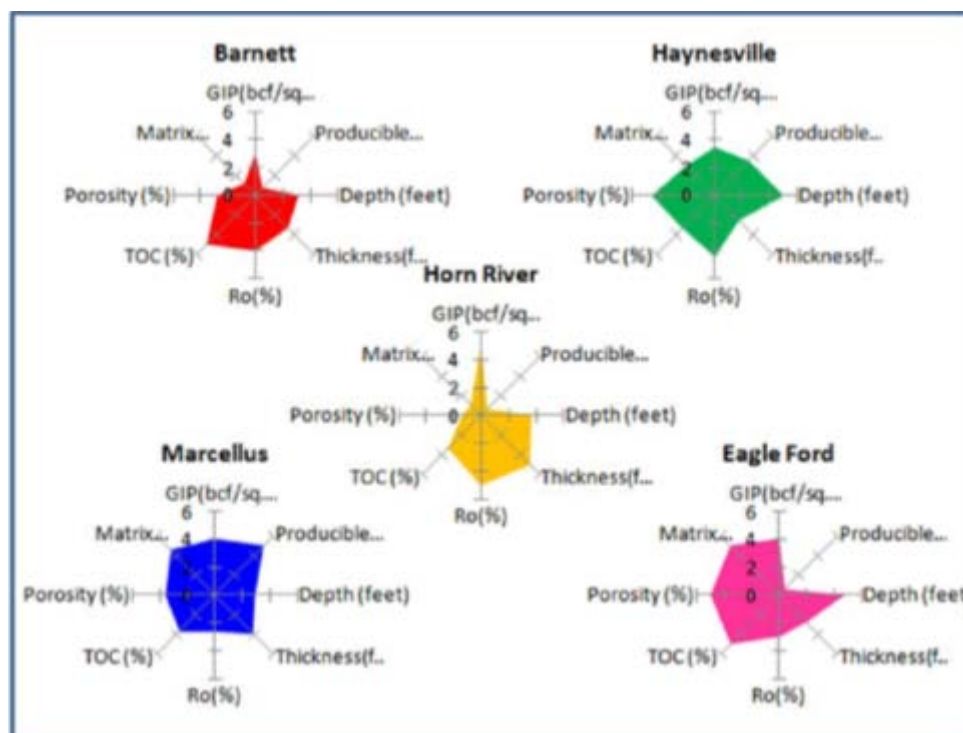 Barnett
GIP(bcf/sq...
6
4
2
0
Matrix...
Producible...
Porosity (%)
Depth (feet)
TOC (%)
Thickness(f...
Ro(%)
Haynesville
GIP(bcf/sq....
6
4
2
0
Matrix...
Producible...
Porosity (%)
Depth (feet)
TOC (%)
Thickness(f...
Ro(%)
Horn River
GIP(bcf/sq...
6
4
2
0
Matrix...
Producible...
Porosity (%)
Depth (feet)
TOC (%)
Thickness(f...
Ro(%)
Marcellus
GIP(bcf/sq....
6
4
2
0
Matrix...
Producible...
Porosity (%)
Depth (feet)
TOC (%)
Thickness(f...
Ro(%)
Eagle Ford
GIP(bcf/sq....
6
4
2
0
Matrix...
Producible...
Porosity (%)
Depth (feet
TOC (%)
Thickness(f...
Ro(%)